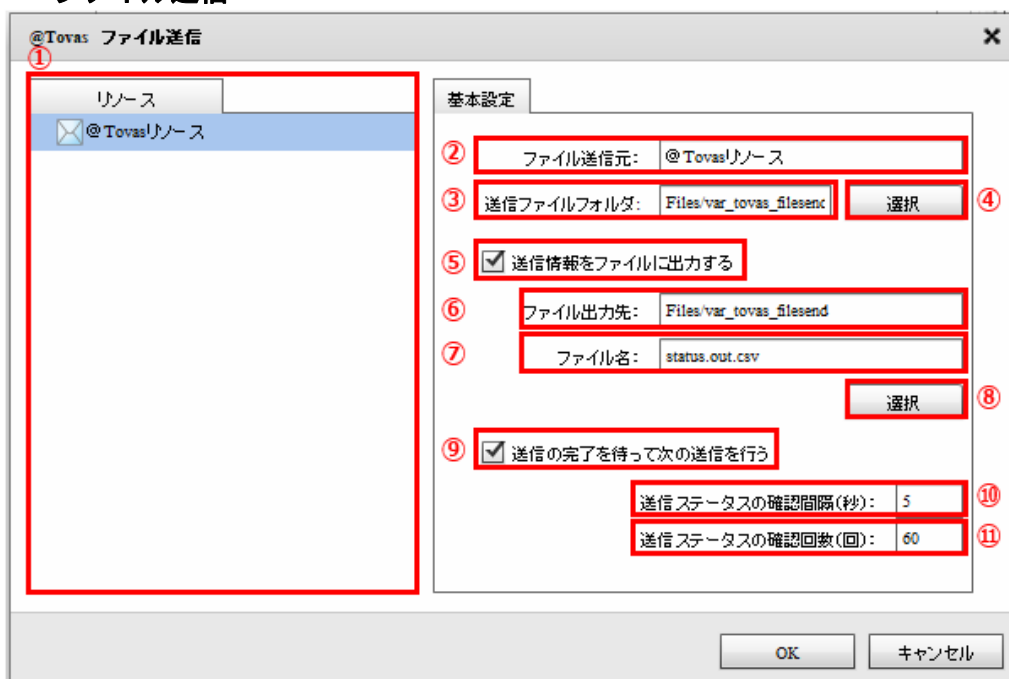 @Tovas ファイル送信
①
リソース
@Tovasリソース
基本設定
② ファイル送信元： @Tovasリソース
③ 送信ファイルフォルダ： Files/var_tovas_filesend 選択 ④
⑤ 送信情報をファイルに出力する
⑥ ファイル出力先： Files/var_tovas_filesend
⑦ ファイル名： status.out.csv
選択 ⑧
⑨ 送信の完了を待って次の送信を行う
送信ステータスの確認間隔(秒)： 5 ⑩
送信ステータスの確認回数(回)： 60 ⑪
OK キャンセル